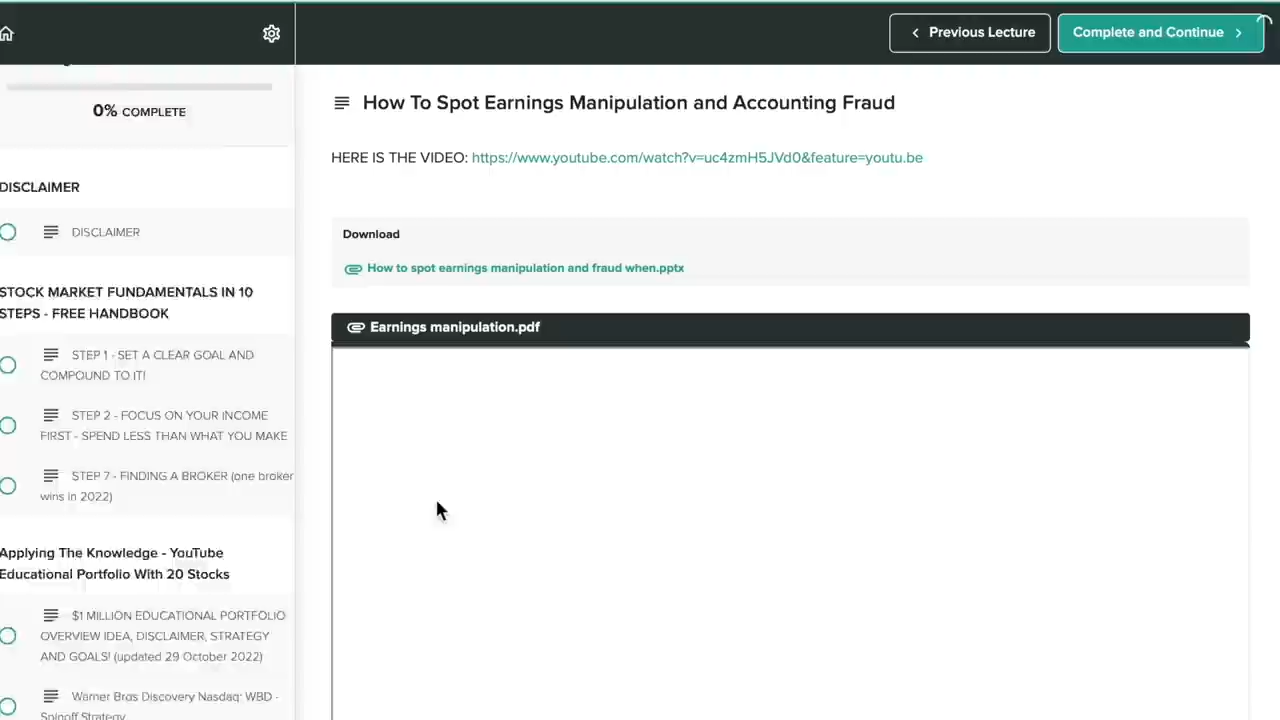 Previous Lecture
Complete and Continue
0% COMPLETE
DISCLAIMER
DISCLAIMER
STOCK MARKET FUNDAMENTALS IN 10
STEPS - FREE HANDBOOK
STEP 1 - SET A CLEAR GOAL AND
COMPOUND TO IT!
STEP 2 - FOCUS ON YOUR INCOME
FIRST - SPEND LESS THAN WHAT YOU MAKE
STEP 7 - FINDING A BROKER (one broker
wins in 2022)
Applying The Knowledge - YouTube
Educational Portfolio With 20 Stocks
$1 MILLION EDUCATIONAL PORTFOLIO
OVERVIEW IDEA, DISCLAIMER, STRATEGY
AND GOALS! (updated 29 October 2022)
Warner Bros Discovery Nasdaq: WBD -
Spinoff Strategy
How To Spot Earnings Manipulation and Accounting Fraud
HERE IS THE VIDEO: https://www.youtube.com/watch?v=uc4zmH5JVd0&feature=youtu.be
Download
How to spot earnings manipulation and fraud when.pptx
Earnings manipulation.pdf